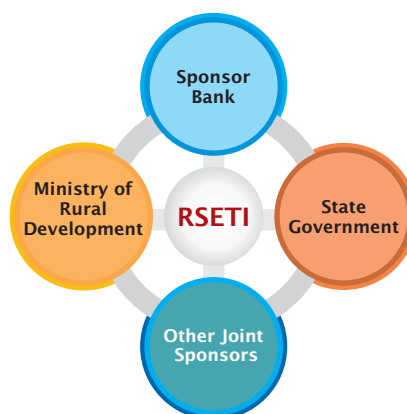 Sponsor
Bank
Ministry of
Rural
Development
RSETI
State
Government
Other Joint
Sponsors